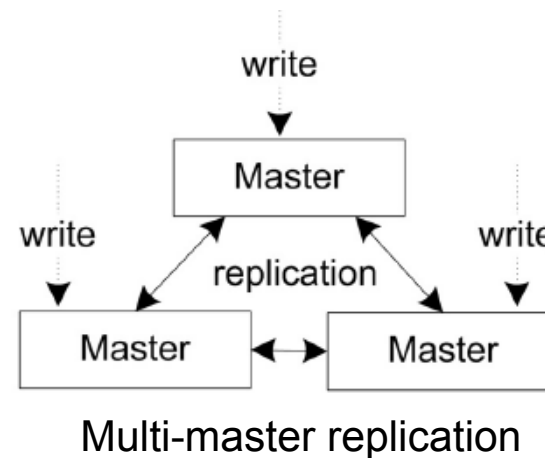 write
Master
write
write
replication
Master
Master
Multi-master replication